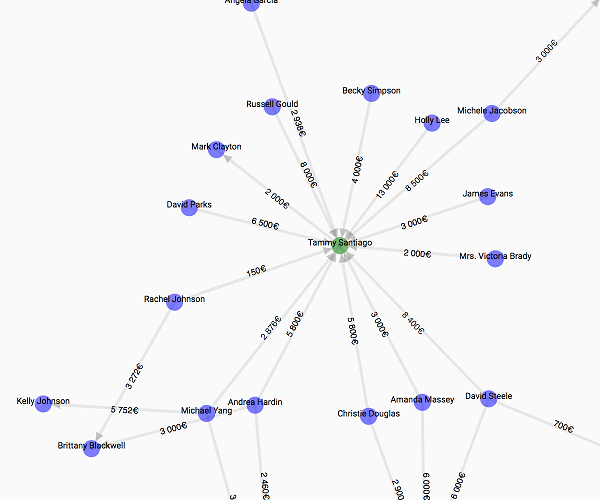 Angela Garcia
3 000€
Becky Simpson
Russell Gould
2 938€
Michele Jacobson
Holly Lee
Mark Clayton
4 000€
8 000€
13 000€
8 500€
2 000€
James Evans
David Parks
6 500€
3 000€
Tammy Santiago
2 000€
Mrs. Victoria Brady
150€
Rachel Johnson
2 876€
5 800€
5 800€
3 000€
8 400€
3 272€
Kelly Johnson
5 752€
Michael Yang
Andrea Hardin
Christie Douglas
Amanda Massey
David Steele
3 000€
700€
Brittany Blackwell
3
2 460€
2 900
6 000€
6 000€